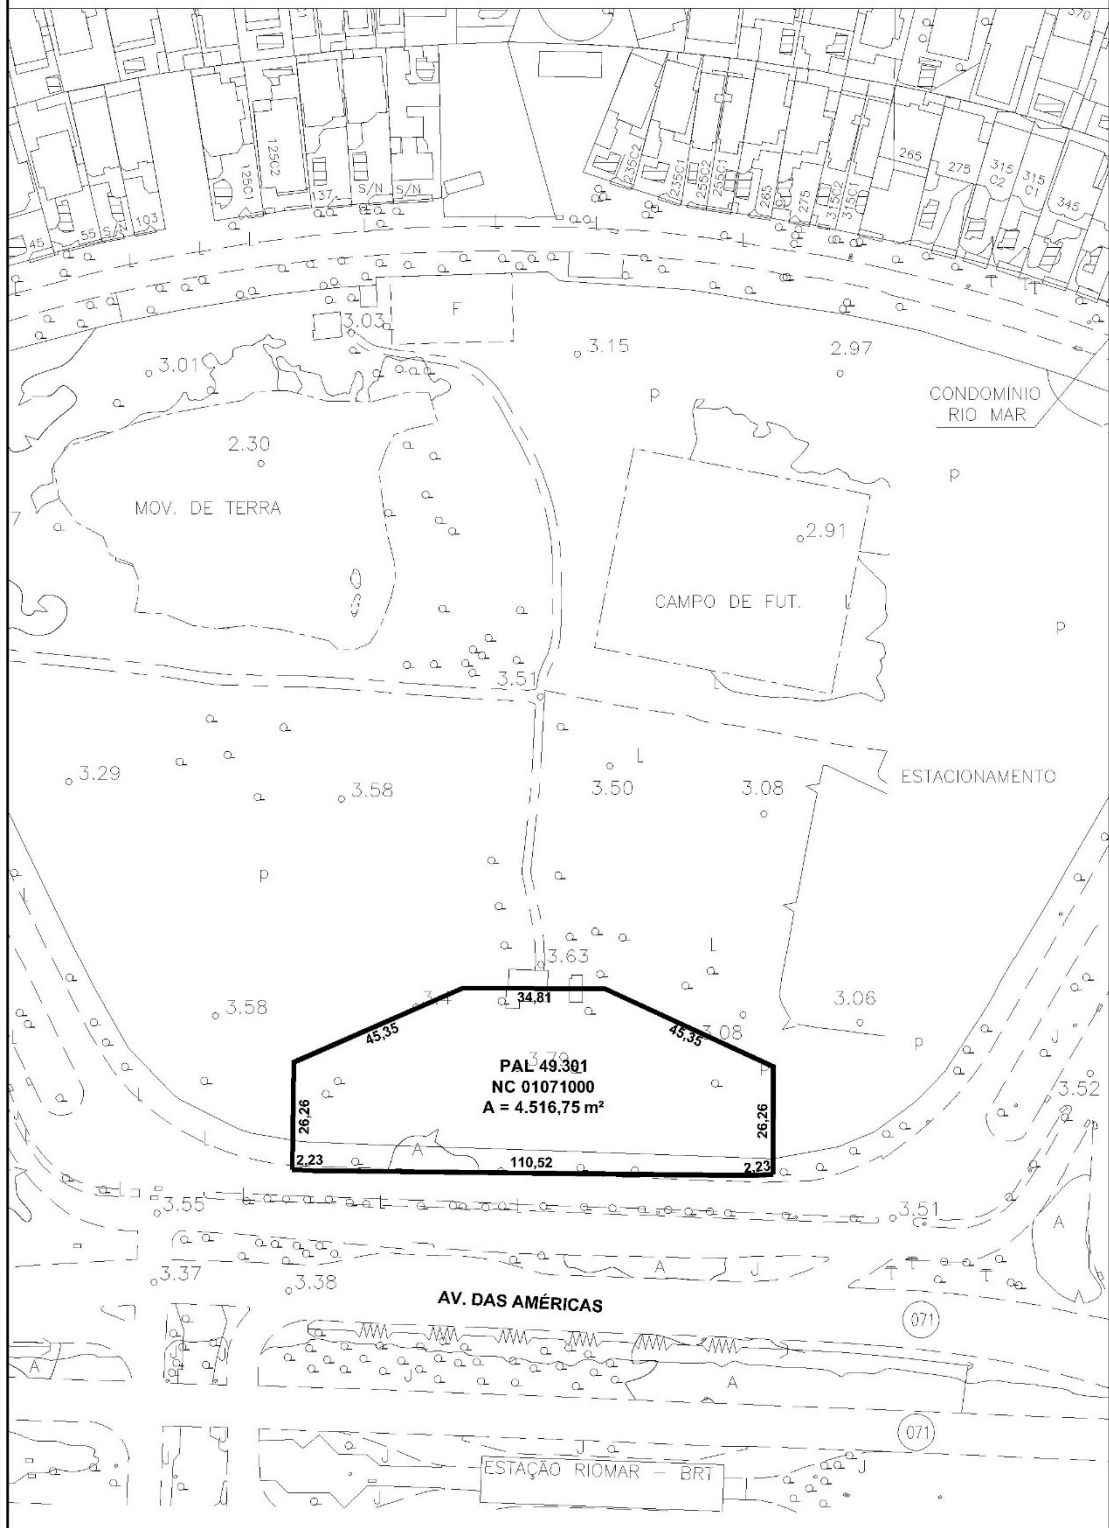 370
125C2
125C1
137
S/N
S/N
103
S/N
55
45
235C2
235C1
255C2
255C1
265
275
315C2
315C1
265
275
315
C2
315
C1
345
L
L
L
L
L
L
F
3.03
3.15
2.97
3.01
P
CONDOMÍNIO
RIO MAR
2.30
P
MOV. DE TERRA
7
2.91
CAMPO DE FUT.
L
P
3.51
L
3.29
3.58
L
3.50
3.08
ESTACIONAMENTO
P
L
3.63
3.58
34,81
45,35
45,35
3.08
3.06
P
J
PAL 49.301
NC 01071000
A = 4.516,75 m²
26,26
26,26
3.52
A
2,23
110,52
2,23
3.55
L
3.51
A
3.37
3.38
A
J
AV. DAS AMÉRICAS
071
A
J
J
A
071
J
J
J
J
ESTAÇÃO RIOMAR – BRT